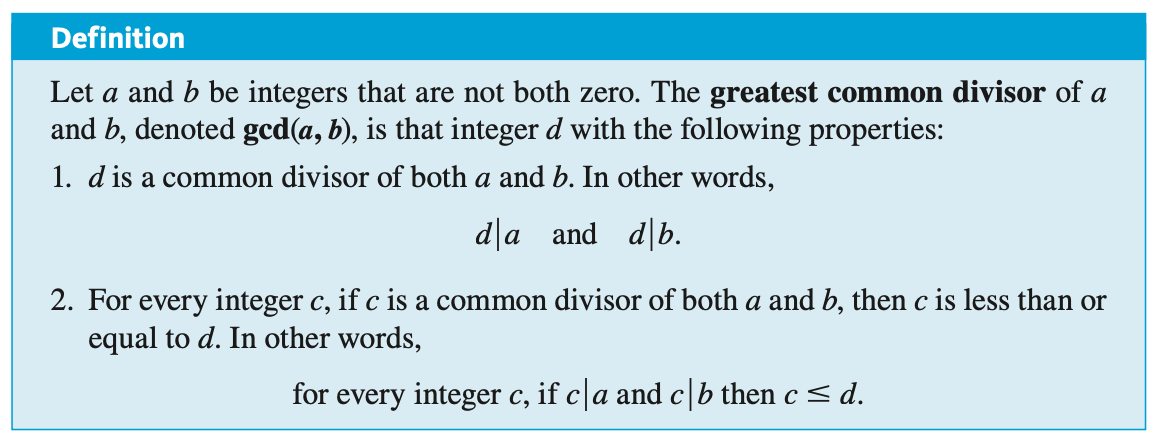 Definition
Let a and b be integers that are not both zero. The greatest common divisor of a
and b, denoted gcd(a, b), is that integer d with the following properties:
1. d is a common divisor of both a and b. In other words,
d|a and d|b.
2. For every integer c, if c is a common divisor of both a and b, then c is less than or
equal to d. In other words,
for every integer c, if c|a and c|b then c ≤ d.